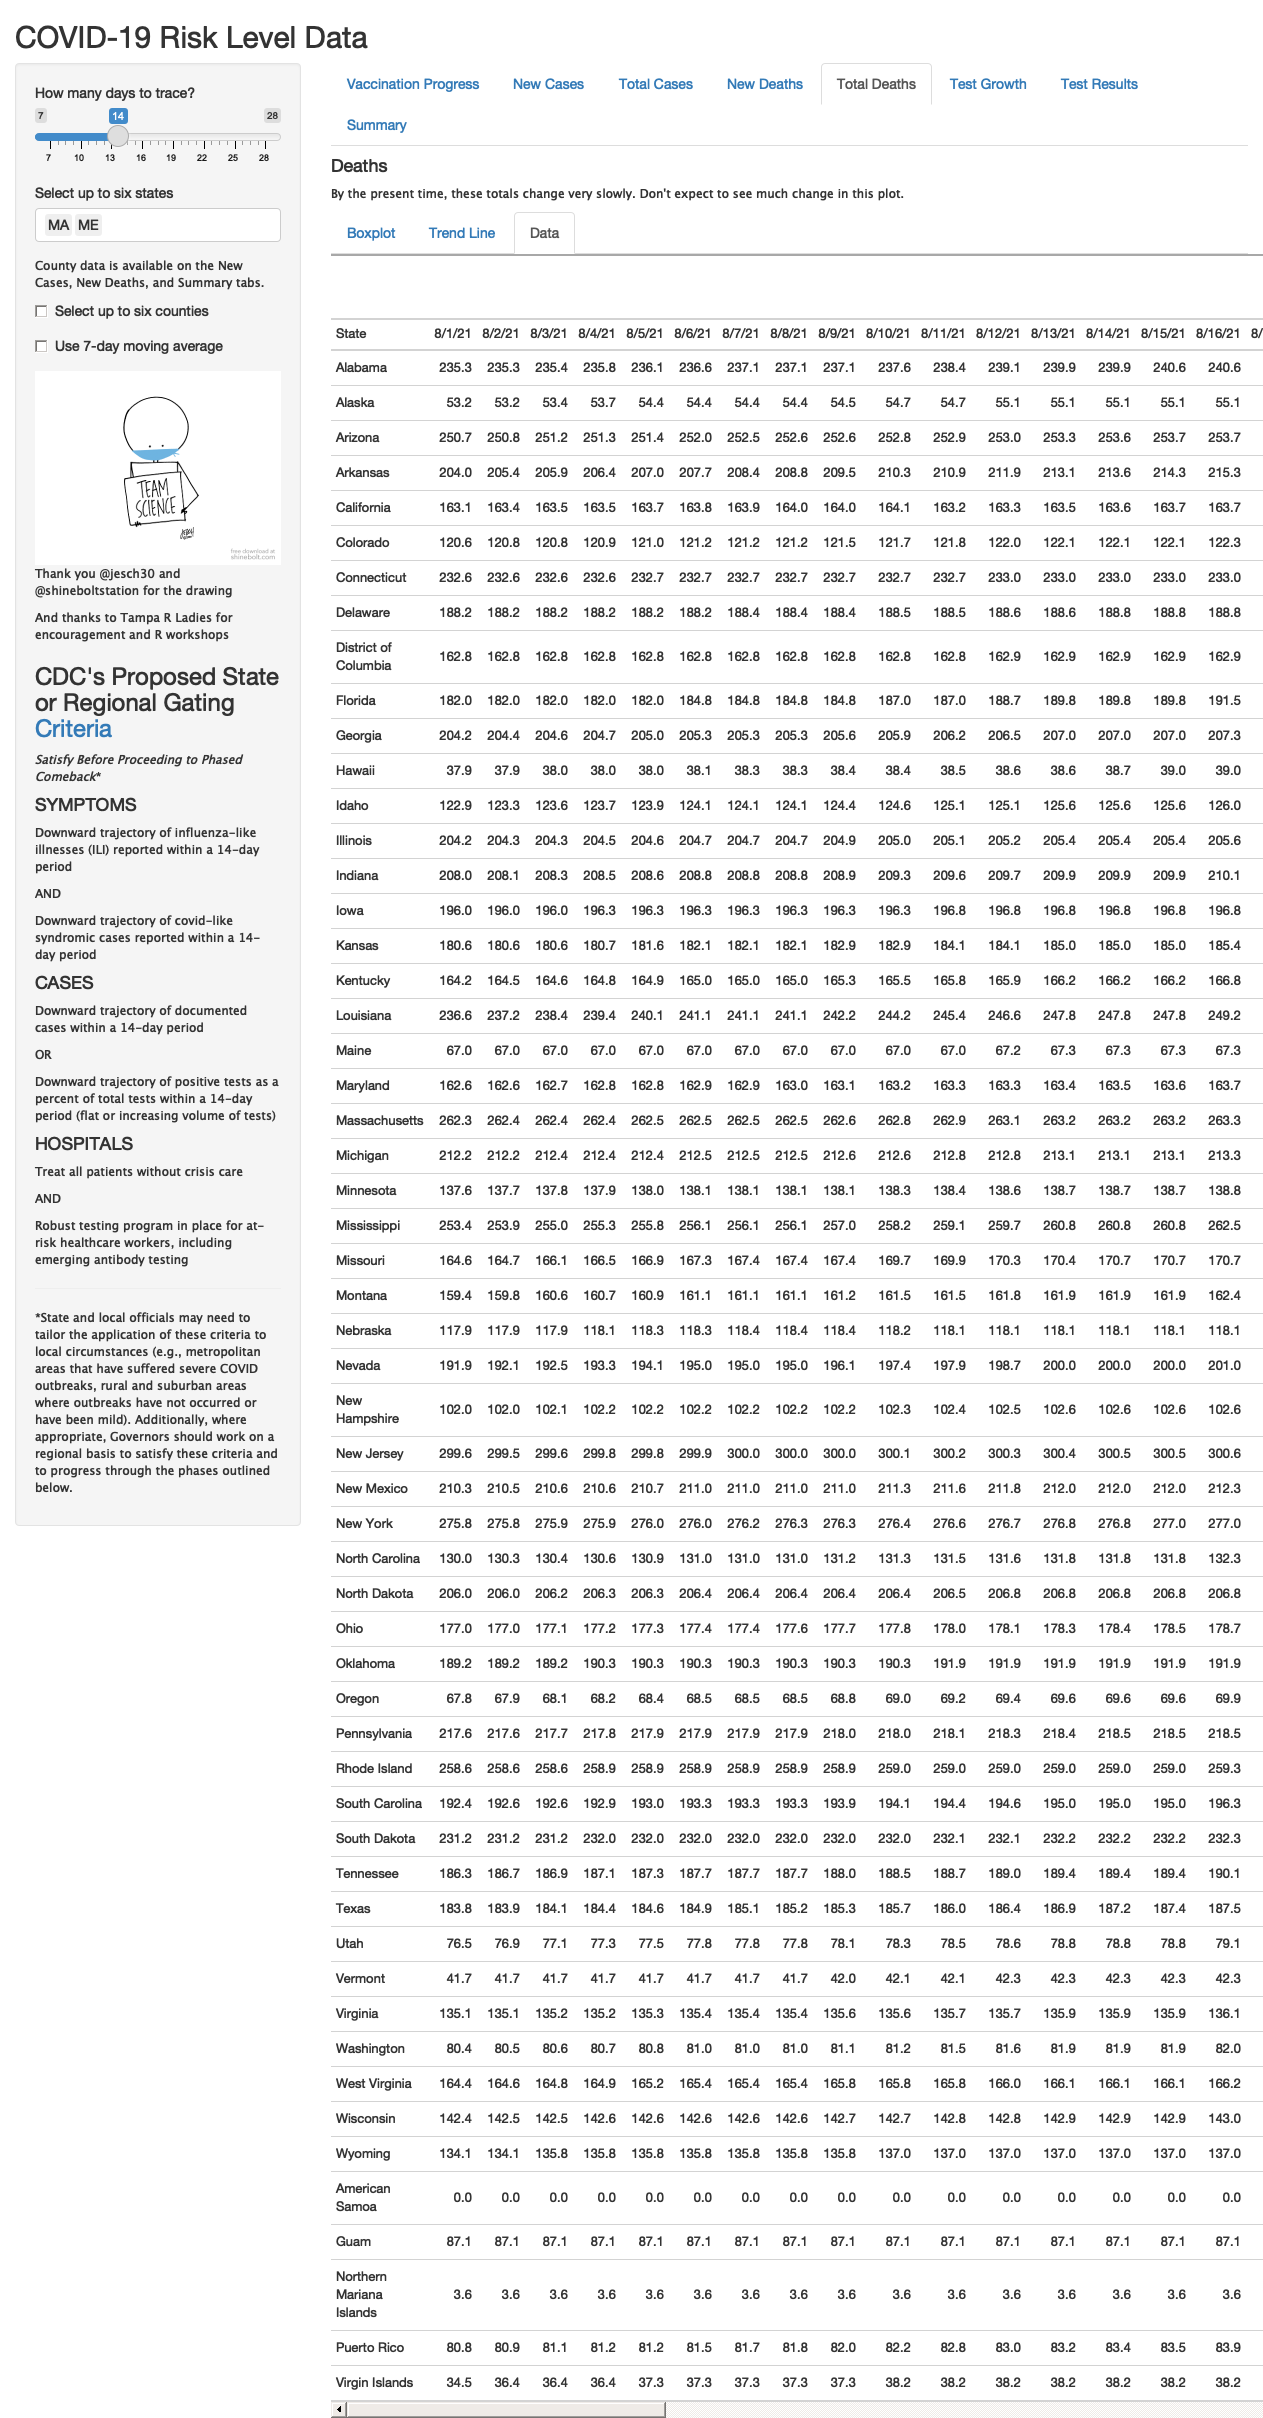 COVID-19 Risk Level Data
How many days to trace?
7 14 28
7 10 13 16 19 22 25 28
Select up to six states
MA ME
County data is available on the New
Cases, New Deaths, and Summary tabs.
Select up to six counties
Use 7-day moving average
TEAM
SCIENCE
free download at
shinebolt.com
Thank you @jesch30 and
@shineboltstation for the drawing
And thanks to Tampa R Ladies for
encouragement and R workshops
CDC's Proposed State
or Regional Gating
Criteria
Satisfy Before Proceeding to Phased
Comeback*
SYMPTOMS
Downward trajectory of influenza-like
illnesses (ILI) reported within a 14-day
period
AND
Downward trajectory of covid-like
syndromic cases reported within a 14-
day period
CASES
Downward trajectory of documented
cases within a 14-day period
OR
Downward trajectory of positive tests as a
percent of total tests within a 14-day
period (flat or increasing volume of tests)
HOSPITALS
Treat all patients without crisis care
AND
Robust testing program in place for at-
risk healthcare workers, including
emerging antibody testing
*State and local officials may need to
tailor the application of these criteria to
local circumstances (e.g., metropolitan
areas that have suffered severe COVID
outbreaks, rural and suburban areas
where outbreaks have not occurred or
have been mild). Additionally, where
appropriate, Governors should work on a
regional basis to satisfy these criteria and
to progress through the phases outlined
below.
Vaccination Progress New Cases Total Cases New Deaths Total Deaths Test Growth Test Results
Summary
Deaths
By the present time, these totals change very slowly. Don't expect to see much change in this plot.
Boxplot Trend Line Data
State 8/1/21 8/2/21 8/3/21 8/4/21 8/5/21 8/6/21 8/7/21 8/8/21 8/9/21 8/10/21 8/11/21 8/12/21 8/13/21 8/14/21 8/15/21 8/16/21 8/
Alabama 235.3 235.3 235.4 235.8 236.1 236.6 237.1 237.1 237.1 237.6 238.4 239.1 239.9 239.9 240.6 240.6
Alaska 53.2 53.2 53.4 53.7 54.4 54.4 54.4 54.4 54.5 54.7 54.7 55.1 55.1 55.1 55.1 55.1
Arizona 250.7 250.8 251.2 251.3 251.4 252.0 252.5 252.6 252.6 252.8 252.9 253.0 253.3 253.6 253.7 253.7
Arkansas 204.0 205.4 205.9 206.4 207.0 207.7 208.4 208.8 209.5 210.3 210.9 211.9 213.1 213.6 214.3 215.3
California 163.1 163.4 163.5 163.5 163.7 163.8 163.9 164.0 164.0 164.1 163.2 163.3 163.5 163.6 163.7 163.7
Colorado 120.6 120.8 120.8 120.9 121.0 121.2 121.2 121.2 121.5 121.7 121.8 122.0 122.1 122.1 122.1 122.3
Connecticut 232.6 232.6 232.6 232.6 232.7 232.7 232.7 232.7 232.7 232.7 232.7 233.0 233.0 233.0 233.0 233.0
Delaware 188.2 188.2 188.2 188.2 188.2 188.2 188.4 188.4 188.4 188.5 188.5 188.6 188.6 188.8 188.8 188.8
District of
Columbia 162.8 162.8 162.8 162.8 162.8 162.8 162.8 162.8 162.8 162.8 162.8 162.9 162.9 162.9 162.9 162.9
Florida 182.0 182.0 182.0 182.0 182.0 184.8 184.8 184.8 184.8 187.0 187.0 188.7 189.8 189.8 189.8 191.5
Georgia 204.2 204.4 204.6 204.7 205.0 205.3 205.3 205.3 205.6 205.9 206.2 206.5 207.0 207.0 207.0 207.3
Hawaii 37.9 37.9 38.0 38.0 38.0 38.1 38.3 38.3 38.4 38.4 38.5 38.6 38.6 38.7 39.0 39.0
Idaho 122.9 123.3 123.6 123.7 123.9 124.1 124.1 124.1 124.4 124.6 125.1 125.1 125.6 125.6 125.6 126.0
Illinois 204.2 204.3 204.3 204.5 204.6 204.7 204.7 204.7 204.9 205.0 205.1 205.2 205.4 205.4 205.4 205.6
Indiana 208.0 208.1 208.3 208.5 208.6 208.8 208.8 208.8 208.9 209.3 209.6 209.7 209.9 209.9 209.9 210.1
Iowa 196.0 196.0 196.0 196.3 196.3 196.3 196.3 196.3 196.3 196.3 196.8 196.8 196.8 196.8 196.8 196.8
Kansas 180.6 180.6 180.6 180.7 181.6 182.1 182.1 182.1 182.9 182.9 184.1 184.1 185.0 185.0 185.0 185.4
Kentucky 164.2 164.5 164.6 164.8 164.9 165.0 165.0 165.0 165.3 165.5 165.8 165.9 166.2 166.2 166.2 166.8
Louisiana 236.6 237.2 238.4 239.4 240.1 241.1 241.1 241.1 242.2 244.2 245.4 246.6 247.8 247.8 247.8 249.2
Maine 67.0 67.0 67.0 67.0 67.0 67.0 67.0 67.0 67.0 67.0 67.0 67.2 67.3 67.3 67.3 67.3
Maryland 162.6 162.6 162.7 162.8 162.8 162.9 162.9 163.0 163.1 163.2 163.3 163.3 163.4 163.5 163.6 163.7
Massachusetts 262.3 262.4 262.4 262.4 262.5 262.5 262.5 262.5 262.6 262.8 262.9 263.1 263.2 263.2 263.2 263.3
Michigan 212.2 212.2 212.4 212.4 212.4 212.5 212.5 212.5 212.6 212.6 212.8 212.8 213.1 213.1 213.1 213.3
Minnesota 137.6 137.7 137.8 137.9 138.0 138.1 138.1 138.1 138.1 138.3 138.4 138.6 138.7 138.7 138.7 138.8
Mississippi 253.4 253.9 255.0 255.3 255.8 256.1 256.1 256.1 257.0 258.2 259.1 259.7 260.8 260.8 260.8 262.5
Missouri 164.6 164.7 166.1 166.5 166.9 167.3 167.4 167.4 167.4 169.7 169.9 170.3 170.4 170.7 170.7 170.7
Montana 159.4 159.8 160.6 160.7 160.9 161.1 161.1 161.1 161.2 161.5 161.5 161.8 161.9 161.9 161.9 162.4
Nebraska 117.9 117.9 117.9 118.1 118.3 118.3 118.4 118.4 118.4 118.2 118.1 118.1 118.1 118.1 118.1 118.1
Nevada 191.9 192.1 192.5 193.3 194.1 195.0 195.0 195.0 196.1 197.4 197.9 198.7 200.0 200.0 200.0 201.0
New
Hampshire 102.0 102.0 102.1 102.2 102.2 102.2 102.2 102.2 102.2 102.3 102.4 102.5 102.6 102.6 102.6 102.6
New Jersey 299.6 299.5 299.6 299.8 299.8 299.9 300.0 300.0 300.0 300.1 300.2 300.3 300.4 300.5 300.5 300.6
New Mexico 210.3 210.5 210.6 210.6 210.7 211.0 211.0 211.0 211.0 211.3 211.6 211.8 212.0 212.0 212.0 212.3
New York 275.8 275.8 275.9 275.9 276.0 276.0 276.2 276.3 276.3 276.4 276.6 276.7 276.8 276.8 277.0 277.0
North Carolina 130.0 130.3 130.4 130.6 130.9 131.0 131.0 131.0 131.2 131.3 131.5 131.6 131.8 131.8 131.8 132.3
North Dakota 206.0 206.0 206.2 206.3 206.3 206.4 206.4 206.4 206.4 206.4 206.5 206.8 206.8 206.8 206.8 206.8
Ohio 177.0 177.0 177.1 177.2 177.3 177.4 177.4 177.6 177.7 177.8 178.0 178.1 178.3 178.4 178.5 178.7
Oklahoma 189.2 189.2 189.2 190.3 190.3 190.3 190.3 190.3 190.3 190.3 191.9 191.9 191.9 191.9 191.9 191.9
Oregon 67.8 67.9 68.1 68.2 68.4 68.5 68.5 68.5 68.8 69.0 69.2 69.4 69.6 69.6 69.6 69.9
Pennsylvania 217.6 217.6 217.7 217.8 217.9 217.9 217.9 217.9 218.0 218.0 218.1 218.3 218.4 218.5 218.5 218.5
Rhode Island 258.6 258.6 258.6 258.9 258.9 258.9 258.9 258.9 258.9 259.0 259.0 259.0 259.0 259.0 259.0 259.3
South Carolina 192.4 192.6 192.6 192.9 193.0 193.3 193.3 193.3 193.9 194.1 194.4 194.6 195.0 195.0 195.0 196.3
South Dakota 231.2 231.2 231.2 232.0 232.0 232.0 232.0 232.0 232.0 232.0 232.1 232.1 232.2 232.2 232.2 232.3
Tennessee 186.3 186.7 186.9 187.1 187.3 187.7 187.7 187.7 188.0 188.5 188.7 189.0 189.4 189.4 189.4 190.1
Texas 183.8 183.9 184.1 184.4 184.6 184.9 185.1 185.2 185.3 185.7 186.0 186.4 186.9 187.2 187.4 187.5
Utah 76.5 76.9 77.1 77.3 77.5 77.8 77.8 77.8 78.1 78.3 78.5 78.6 78.8 78.8 78.8 79.1
Vermont 41.7 41.7 41.7 41.7 41.7 41.7 41.7 41.7 42.0 42.1 42.1 42.3 42.3 42.3 42.3 42.3
Virginia 135.1 135.1 135.2 135.2 135.3 135.4 135.4 135.4 135.6 135.6 135.7 135.7 135.9 135.9 135.9 136.1
Washington 80.4 80.5 80.6 80.7 80.8 81.0 81.0 81.0 81.1 81.2 81.5 81.6 81.9 81.9 81.9 82.0
West Virginia 164.4 164.6 164.8 164.9 165.2 165.4 165.4 165.4 165.8 165.8 165.8 166.0 166.1 166.1 166.1 166.2
Wisconsin 142.4 142.5 142.5 142.6 142.6 142.6 142.6 142.6 142.7 142.7 142.8 142.8 142.9 142.9 142.9 143.0
Wyoming 134.1 134.1 135.8 135.8 135.8 135.8 135.8 135.8 135.8 137.0 137.0 137.0 137.0 137.0 137.0 137.0
American
Samoa 0.0 0.0 0.0 0.0 0.0 0.0 0.0 0.0 0.0 0.0 0.0 0.0 0.0 0.0 0.0 0.0
Guam 87.1 87.1 87.1 87.1 87.1 87.1 87.1 87.1 87.1 87.1 87.1 87.1 87.1 87.1 87.1 87.1
Northern
Mariana 3.6 3.6 3.6 3.6 3.6 3.6 3.6 3.6 3.6 3.6 3.6 3.6 3.6 3.6 3.6 3.6
Islands
Puerto Rico 80.8 80.9 81.1 81.2 81.2 81.5 81.7 81.8 82.0 82.2 82.8 83.0 83.2 83.4 83.5 83.9
Virgin Islands 34.5 36.4 36.4 36.4 37.3 37.3 37.3 37.3 37.3 38.2 38.2 38.2 38.2 38.2 38.2 38.2